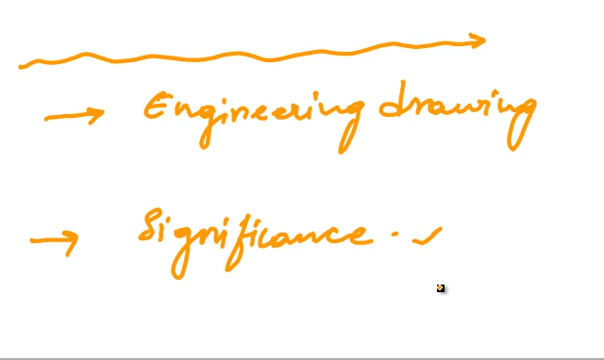 → Engineering drawing
→ Significance . ✓